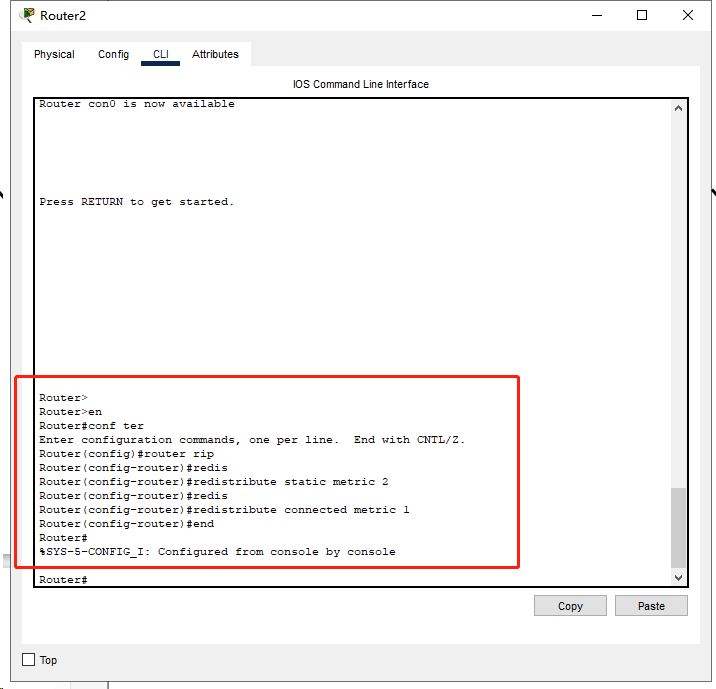 Router2
Physical Config CLI Attributes
IOS Command Line Interface
Router con0 is now available
Press RETURN to get started.
Router>
Router>en
Router#conf ter
Enter configuration commands, one per line.  End with CNTL/Z.
Router(config)#router rip
Router(config-router)#redis
Router(config-router)#redistribute static metric 2
Router(config-router)#redis
Router(config-router)#redistribute connected metric 1
Router(config-router)#end
Router#
%SYS-5-CONFIG_I: Configured from console by console
Router#
Copy Paste
Top